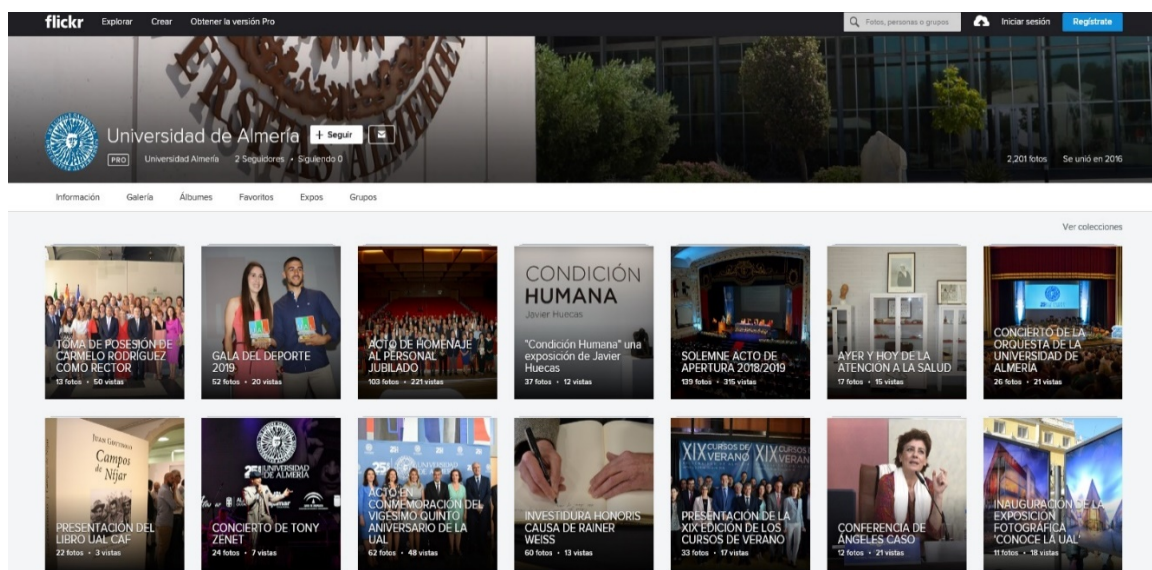 flickr Explorar Crear Obtener la versión Pro Fotos, personas o grupos Iniciar sesión Regístrate
Universidad de Almería + Seguir
PRO Universidad Almería 2 Seguidores • Siguiendo 0 2,201 fotos Se unió en 2016
Información Galería Álbumes Favoritos Expos Grupos
Ver colecciones
TOMA DE POSESIÓN DE
CARMELO RODRÍGUEZ
COMO RECTOR
13 fotos • 50 vistas
GALA DEL DEPORTE
2019
52 fotos • 20 vistas
ACTO DE HOMENAJE
AL PERSONAL
JUBILADO
103 fotos • 221 vistas
CONDICIÓN
HUMANA
Javier Huecas
"Condición Humana" una
exposición de Javier
Huecas
37 fotos • 12 vistas
SOLEMNE ACTO DE
APERTURA 2018/2019
139 fotos • 315 vistas
AYER Y HOY DE LA
ATENCION A LA SALUD
17 fotos • 15 vistas
CONCIERTO DE LA
ORQUESTA DE LA
UNIVERSIDAD DE
ALMERÍA
26 fotos • 21 vistas
Campos
de Níjar
PRESENTACIÓN DEL
LIBRO UAL CAF
22 fotos • 3 vistas
UNIVERSIDAD
DE ALMERÍA
CONCIERTO DE TONY
ZENET
24 fotos • 7 vistas
ACTO EN
CONMEMORACIÓN DEL
VIGÉSIMO QUINTO
ANIVERSARIO DE LA
UAL
62 fotos • 48 vistas
INVESTIDURA HONORIS
CAUSA DE RAINER
WEISS
60 fotos • 13 vistas
XIX CURSOS DE
VERANO
PRESENTACIÓN DE LA
XIX EDICIÓN DE LOS
CURSOS DE VERANO
33 fotos • 17 vistas
CONFERENCIA DE
ÁNGELES CASO
12 fotos • 21 vistas
INAUGURACIÓN DE LA
EXPOSICIÓN
FOTOGRÁFICA
'CONOCE LA UAL'
11 fotos • 18 vistas